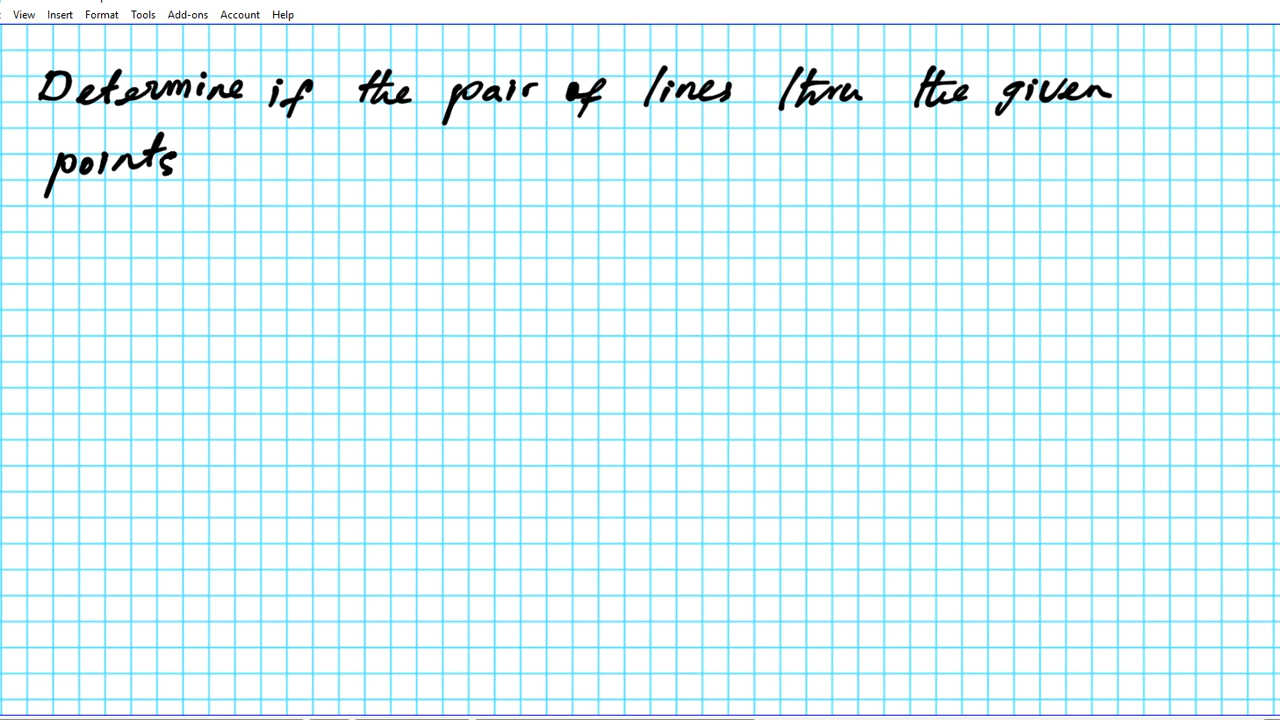 View Insert Format Tools Add-ons Account Help
Determine if the pair of lines thru the given
points